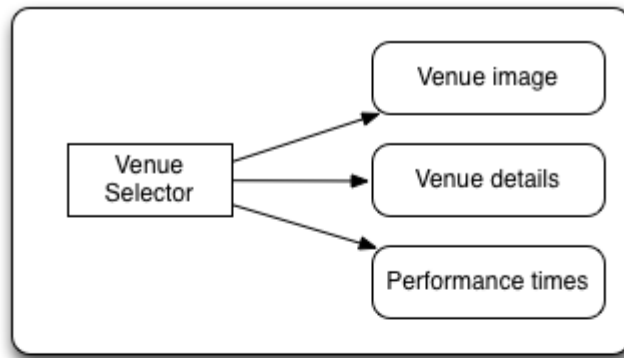 Venue image
Venue
Selector
Venue details
Performance times